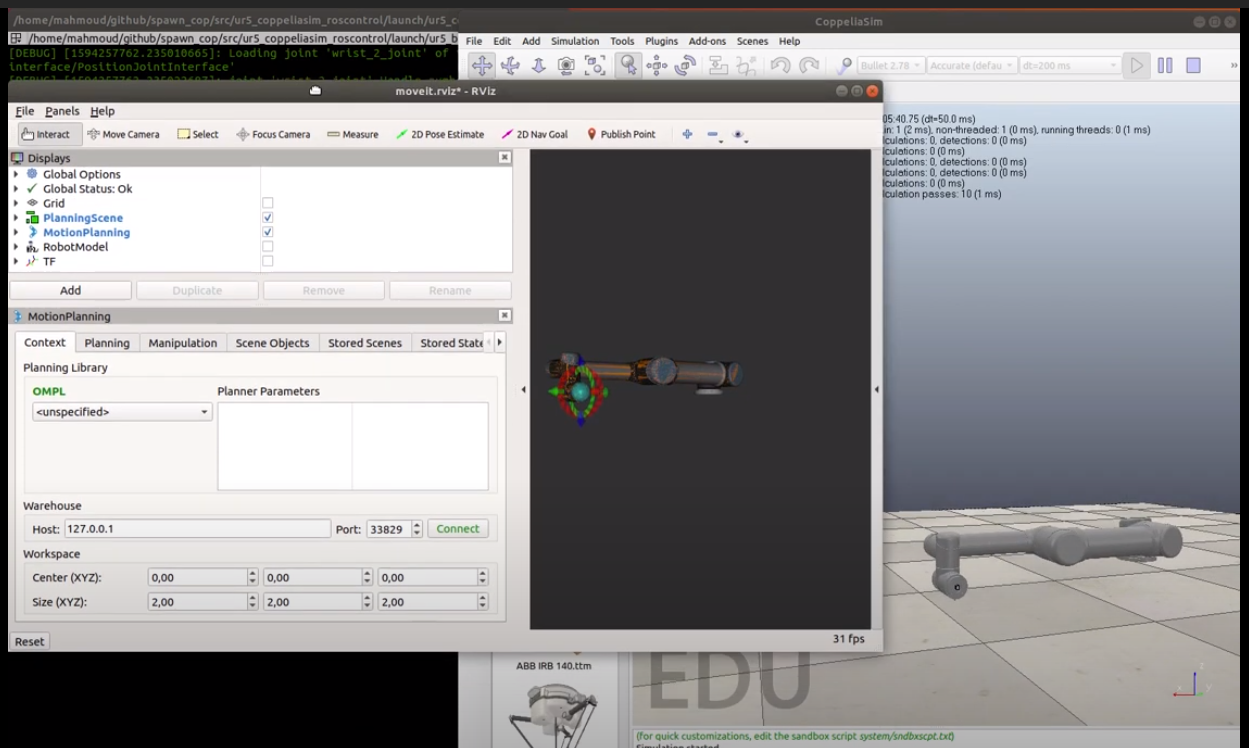 /home/mahmoud/github/spawn_cop/src/ur5_coppeliasim_roscontrol/launch/ur5_c
/home/mahmoud/github/spawn_cop/src/ur5_coppeliasim_roscontrol/launch/ur5_b
[DEBUG] [1594257762.235010665]: Loading joint 'wrist_2_joint' of
interface/PositionJointInterface'
CoppeliaSim
File Edit Add Simulation Tools Plugins Add-ons Scenes Help
Bullet 2.78 Accurate (defau dt=200 ms
moveit.rviz* - RViz
File Panels Help
Interact Move Camera Select Focus Camera Measure 2D Pose Estimate 2D Nav Goal Publish Point
Displays
Global Options
Global Status: Ok
Grid
PlanningScene
MotionPlanning
RobotModel
TF
Add Duplicate Remove Rename
MotionPlanning
Context Planning Manipulation Scene Objects Stored Scenes Stored State
Planning Library
OMPL Planner Parameters
<unspecified>
Warehouse
Host: 127.0.0.1 Port: 33829 Connect
Workspace
Center (XYZ): 0,00 0,00 0,00
Size (XYZ): 2,00 2,00 2,00
Reset
31 fps
05:40.75 (dt=50.0 ms)
in: 1 (2 ms), non-threaded: 1 (0 ms), running threads: 0 (1 ms)
lculations: 0, detections: 0 (0 ms)
lculations: 0 (0 ms)
lculations: 0, detections: 0 (0 ms)
lculations: 0, detections: 0 (0 ms)
lculations: 0 (0 ms)
lculation passes: 10 (1 ms)
ABB IRB 140.ttm
EDU
x y z
(for quick customizations, edit the sandbox script system/sndbxscpt.txt)
Simulation started